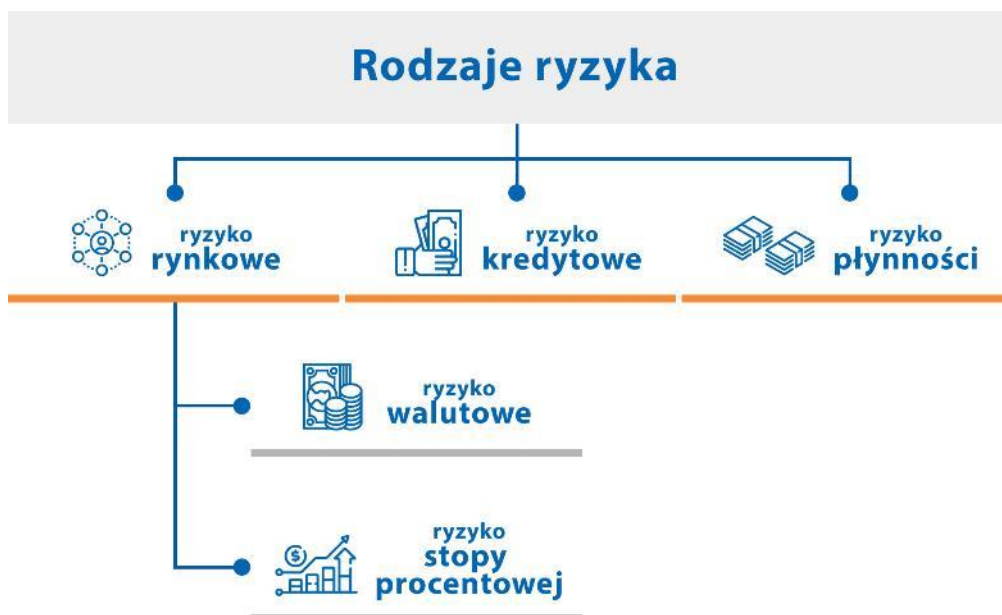 Rodzaje ryzyka
ryzyko
rynkowe
ryzyko
kredytowe
ryzyko
płynności
ryzyko
walutowe
ryzyko
stopy
procentowej